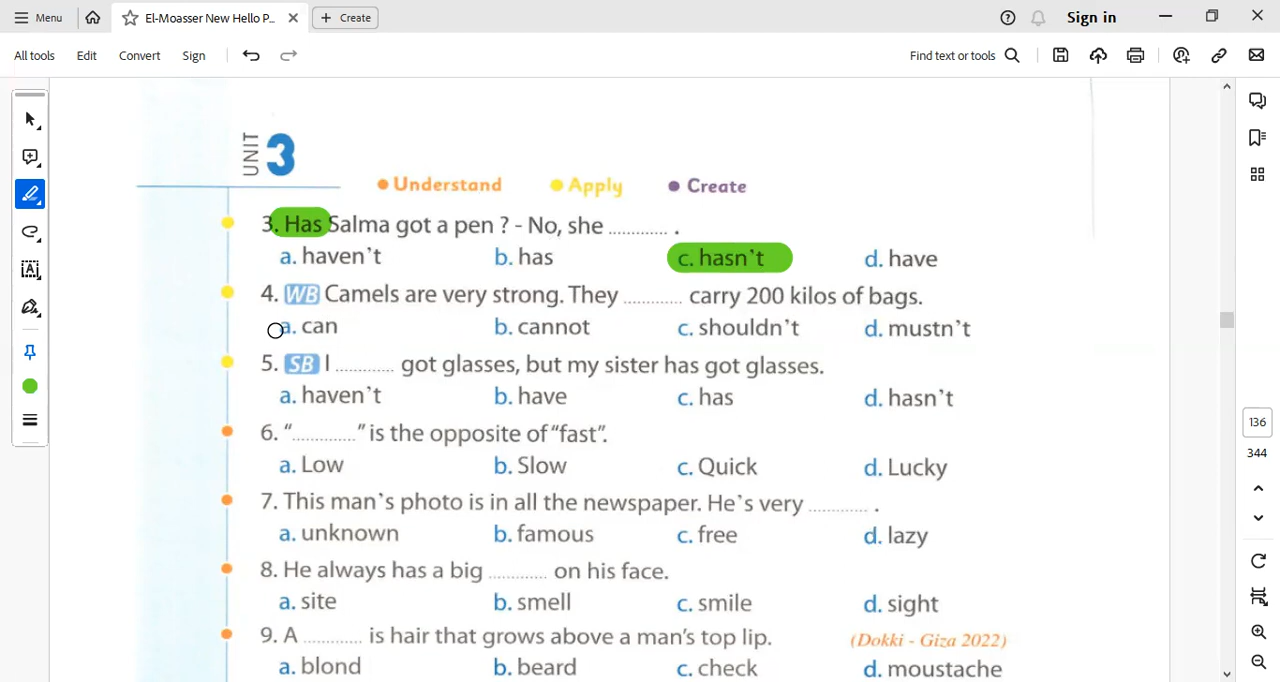 Menu
El-Moasser New Hello P...
Create
Sign in
All tools
Edit
Convert
Sign
Find text or tools
UNIT 3
Understand Apply Create
3. Has Salma got a pen ? - No, she ............ .
a. haven't b. has c. hasn't d. have
4. WB Camels are very strong. They ............ carry 200 kilos of bags.
a. can b. cannot c. shouldn't d. mustn't
5. SB I ............ got glasses, but my sister has got glasses.
a. haven't b. have c. has d. hasn't
6. “.............” is the opposite of “fast”.
a. Low b. Slow c. Quick d. Lucky
7. This man's photo is in all the newspaper. He's very ............ .
a. unknown b. famous c. free d. lazy
8. He always has a big ............ on his face.
a. site b. smell c. smile d. sight
9. A ............ is hair that grows above a man's top lip. (Dokki - Giza 2022)
a. blond b. beard c. check d. moustache
136
344